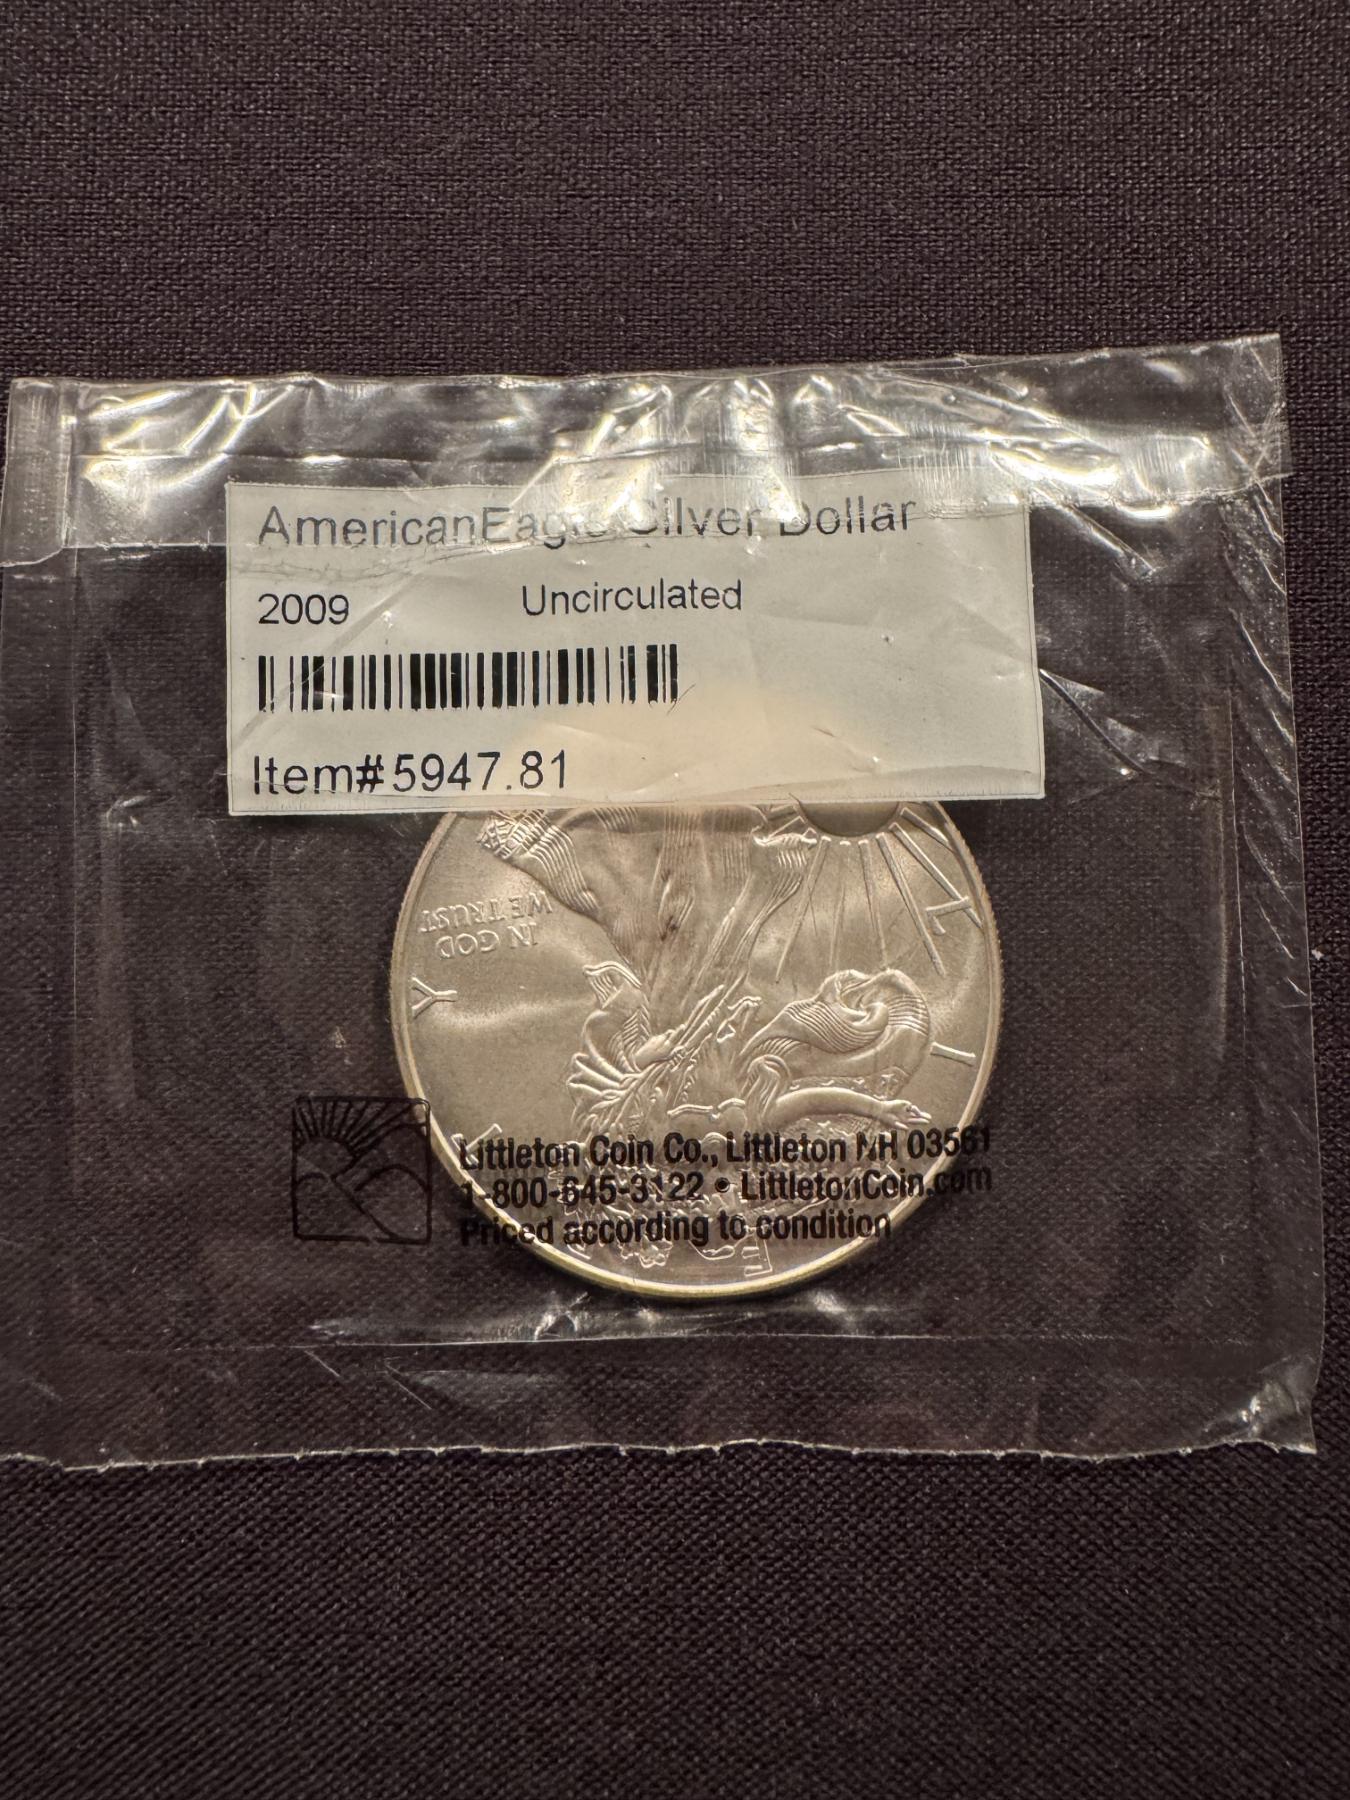 AmericanEagle Silver Dollar
2009 Uncirculated
Item#5947.81
IN GOD
WE TRUST
L I
Y
Littleton Coin Co., Littleton NH 03561
1-800-645-3122 • LittletonCoin.com
Priced according to condition
E